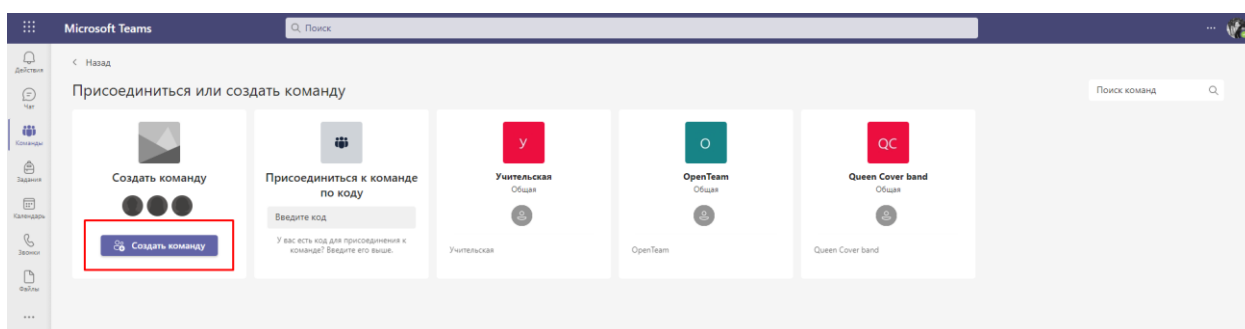 Microsoft Teams
Поиск
Действия
Чат
Команды
Задания
Календарь
Звонки
Файлы
Назад
Присоединиться или создать команду
Поиск команд
Создать команду
Создать команду
Присоединиться к команде
по коду
Введите код
У вас есть код для присоединения к
команде? Введите его выше.
У
Учительская
Общая
Учительская
O
OpenTeam
Общая
OpenTeam
QC
Queen Cover band
Общая
Queen Cover band